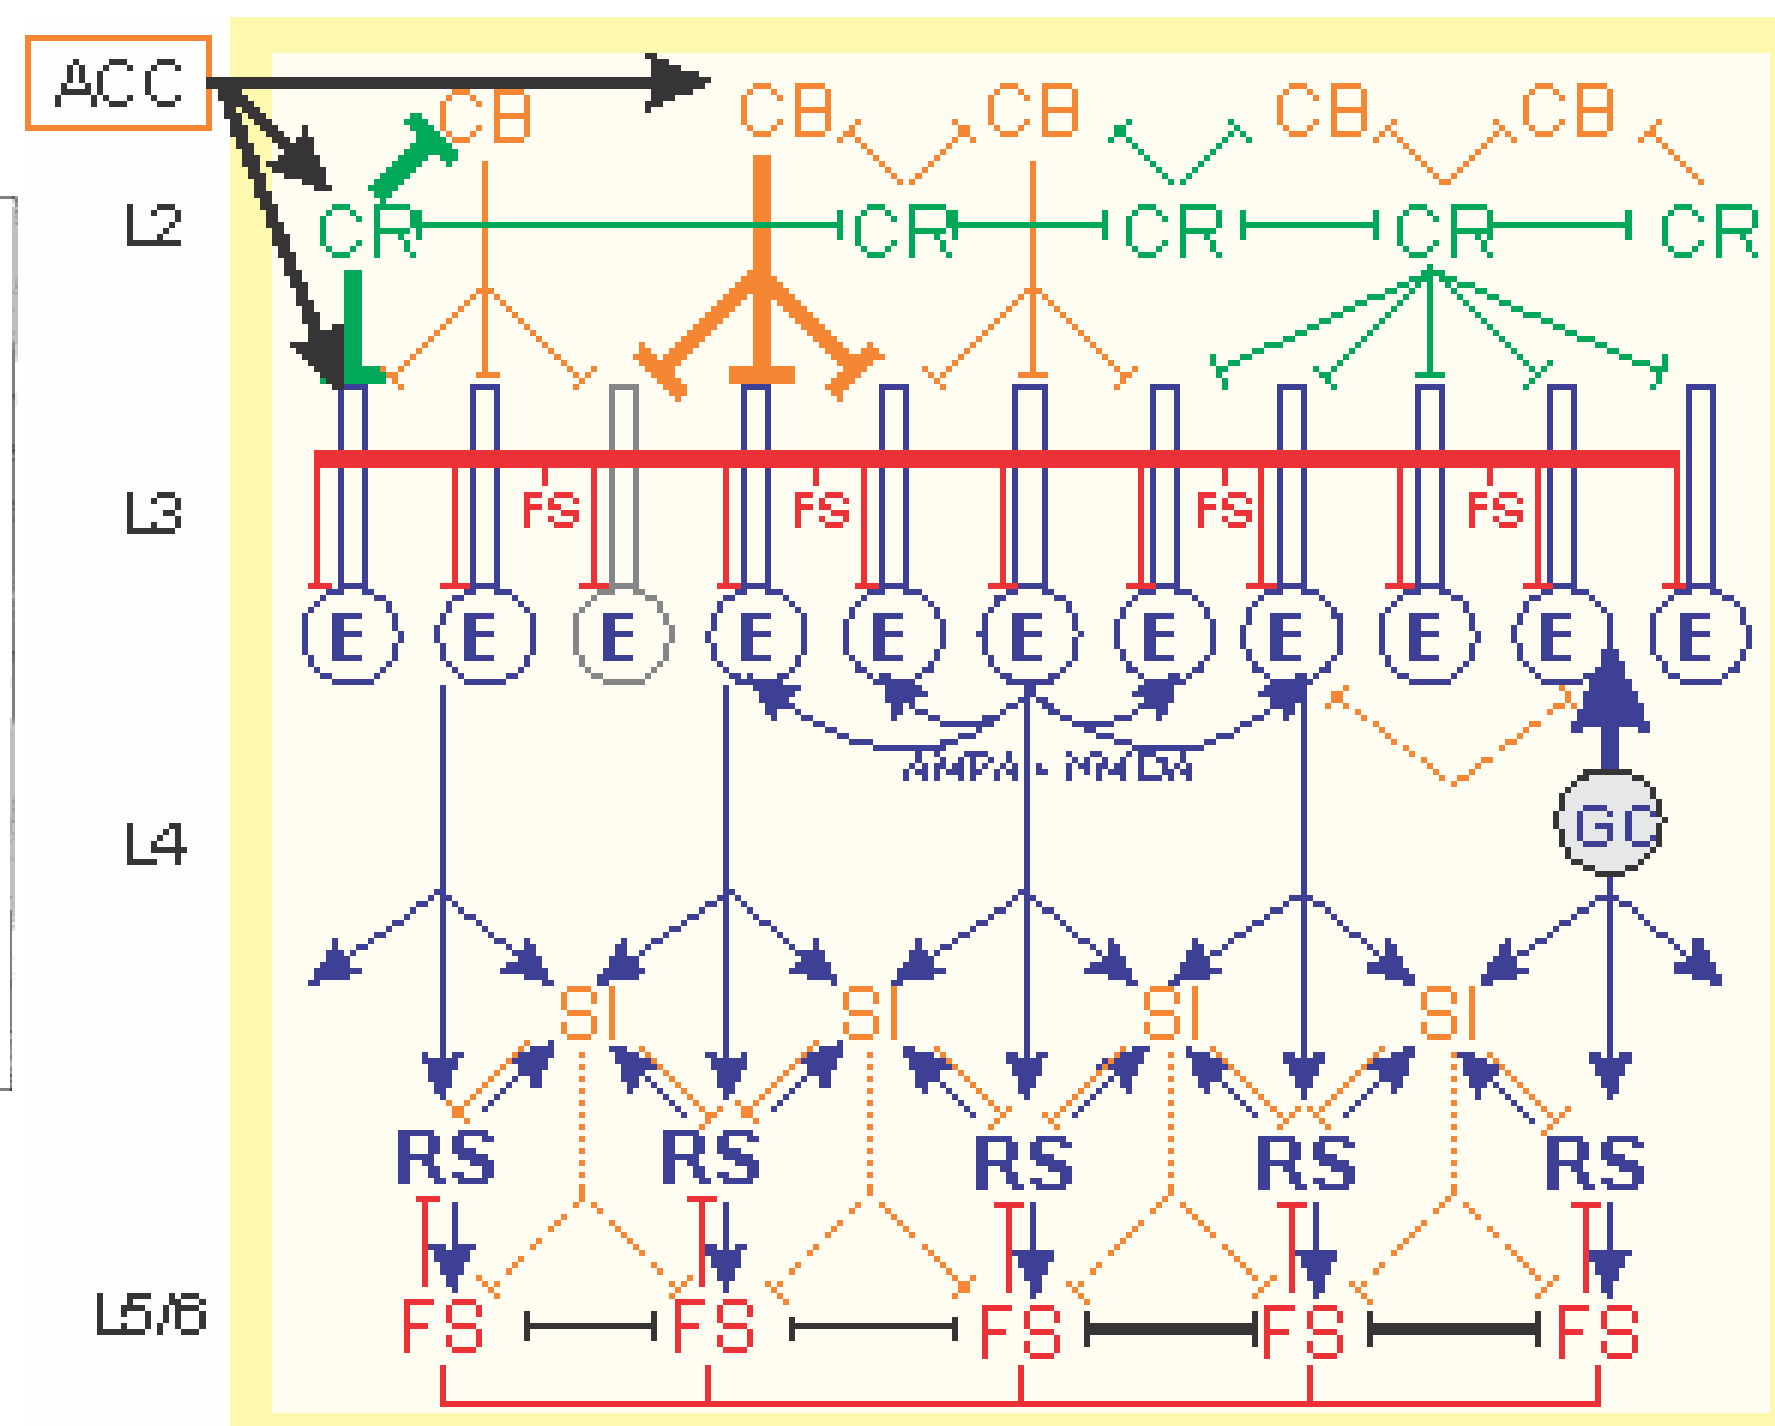 ACC
CB CB CB CB CB
L2
CR CR CR CR CR
L3
FS FS FS FS
E E E E E E E E E E E
AMPA - NMDA
L4
GC
SI SI SI SI
RS RS RS RS RS
L5/6
FS FS FS FS FS